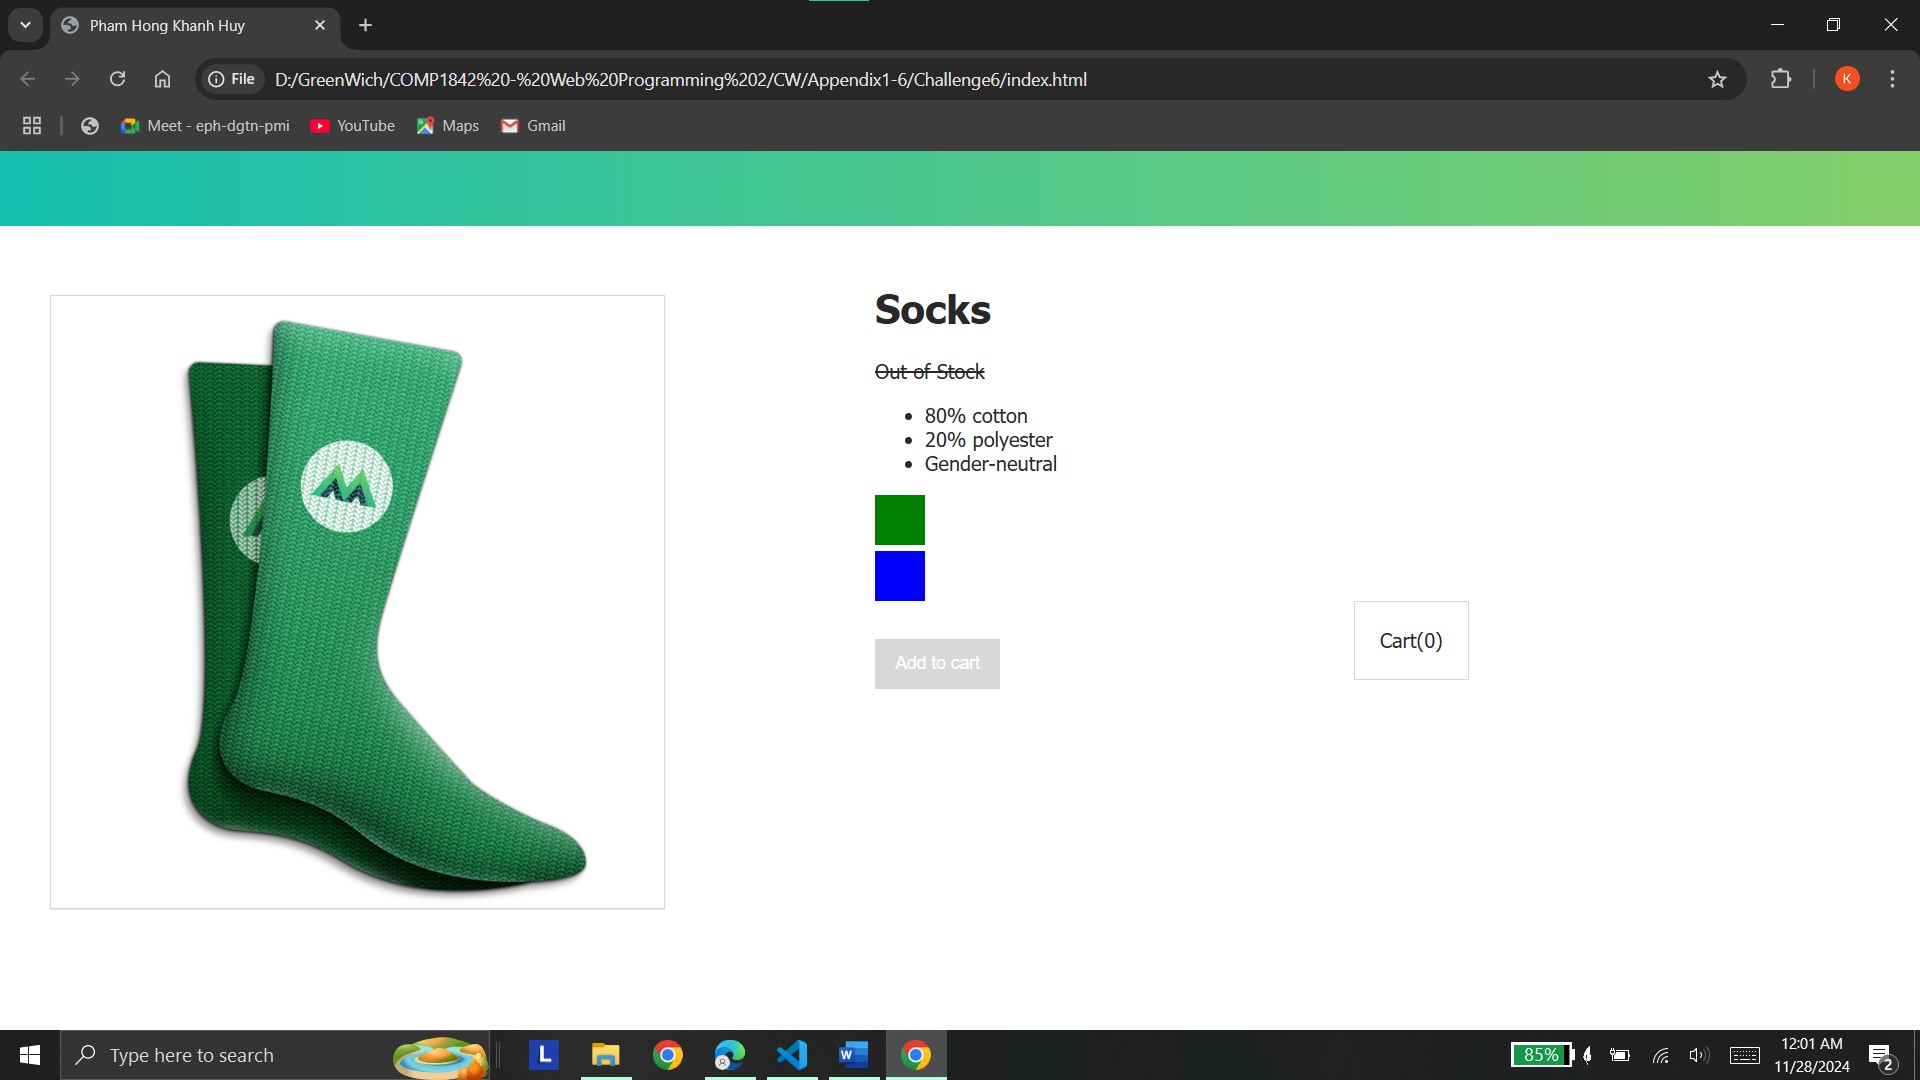 Pham Hong Khanh Huy
File
D:/GreenWich/COMP1842%20-%20Web%20Programming%202/CW/Appendix1-6/Challenge6/index.html
K
Meet - eph-dgtn-pmi
YouTube
Maps
Gmail
Socks
Out of Stock
80% cotton
20% polyester
Gender-neutral
Add to cart
Cart(0)
Type here to search
L
W
85%
12:01 AM
11/28/2024
2